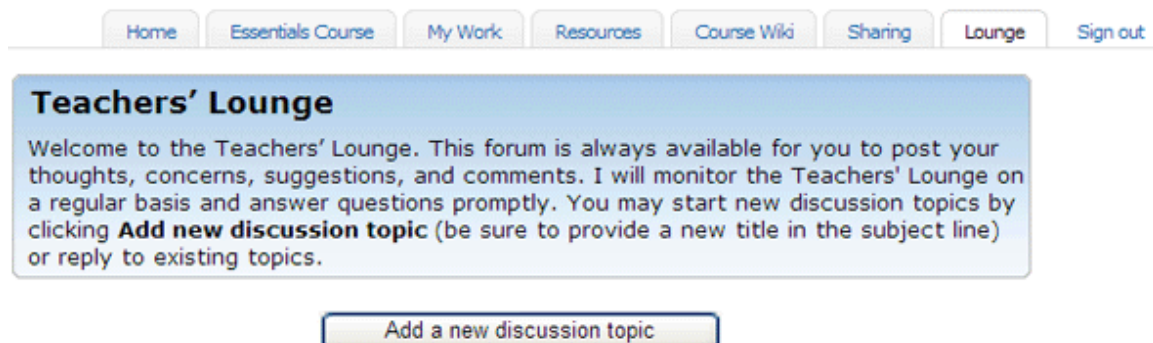 Home Essentials Course My Work Resources Course Wiki Sharing Lounge Sign out
Teachers’ Lounge
Welcome to the Teachers’ Lounge. This forum is always available for you to post your
thoughts, concerns, suggestions, and comments. I will monitor the Teachers' Lounge on
a regular basis and answer questions promptly. You may start new discussion topics by
clicking Add new discussion topic (be sure to provide a new title in the subject line)
or reply to existing topics.
Add a new discussion topic